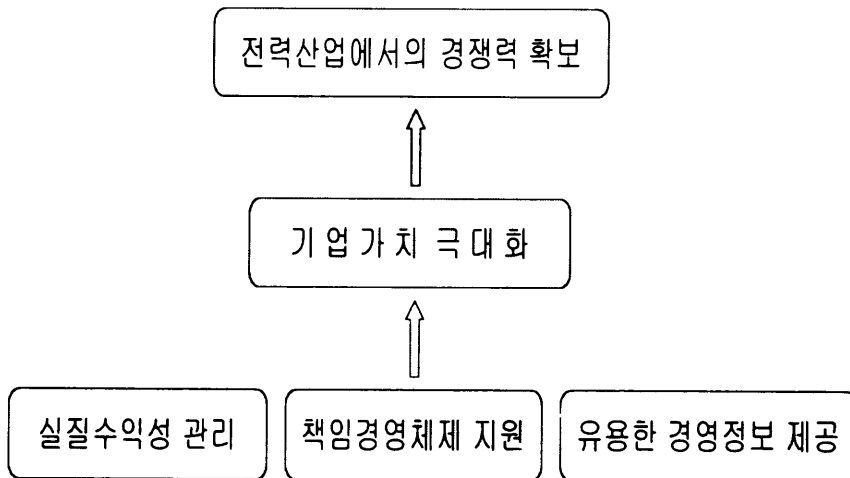 전력산업에서의 경쟁력 확보
기업가치 극대화
실질수익성 관리
책임경영체제 지원
유용한 경영정보 제공